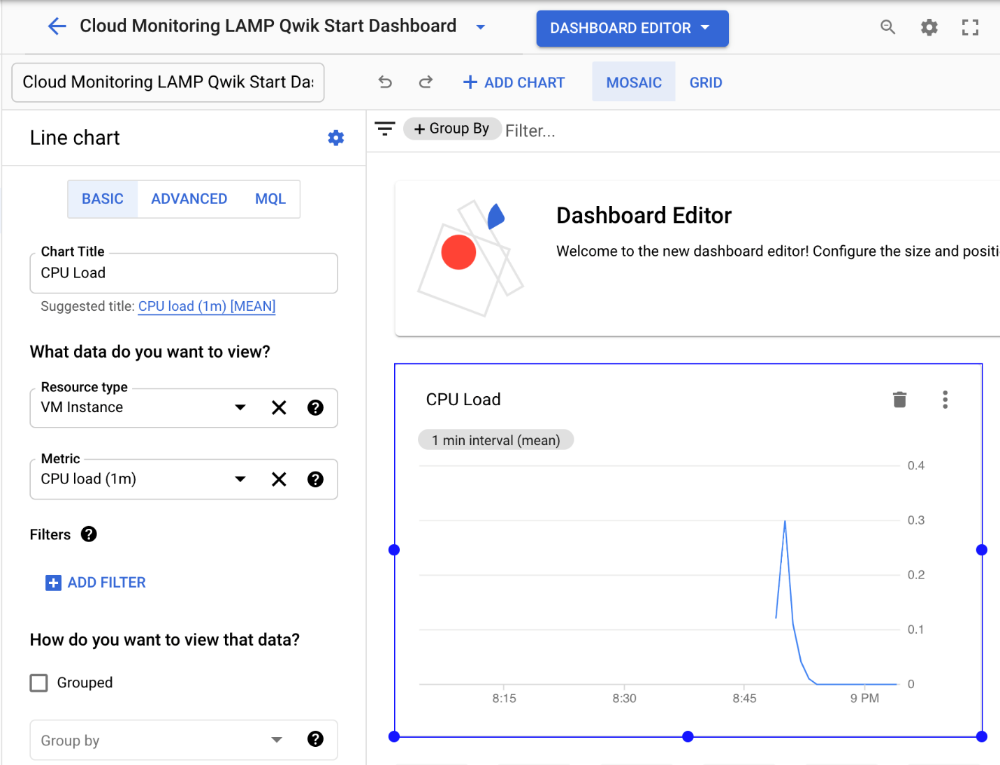 Cloud Monitoring LAMP Qwik Start Dashboard
DASHBOARD EDITOR
Cloud Monitoring LAMP Qwik Start Das
ADD CHART
MOSAIC
GRID
Line chart
+ Group By
Filter...
BASIC
ADVANCED
MQL
Dashboard Editor
Welcome to the new dashboard editor! Configure the size and positi
Chart Title
CPU Load
Suggested title: CPU load (1m) [MEAN]
What data do you want to view?
Resource type
VM Instance
Metric
CPU load (1m)
Filters
ADD FILTER
How do you want to view that data?
Grouped
Group by
CPU Load
1 min interval (mean)
0.4
0.3
0.2
0.1
0
8:15
8:30
8:45
9 PM